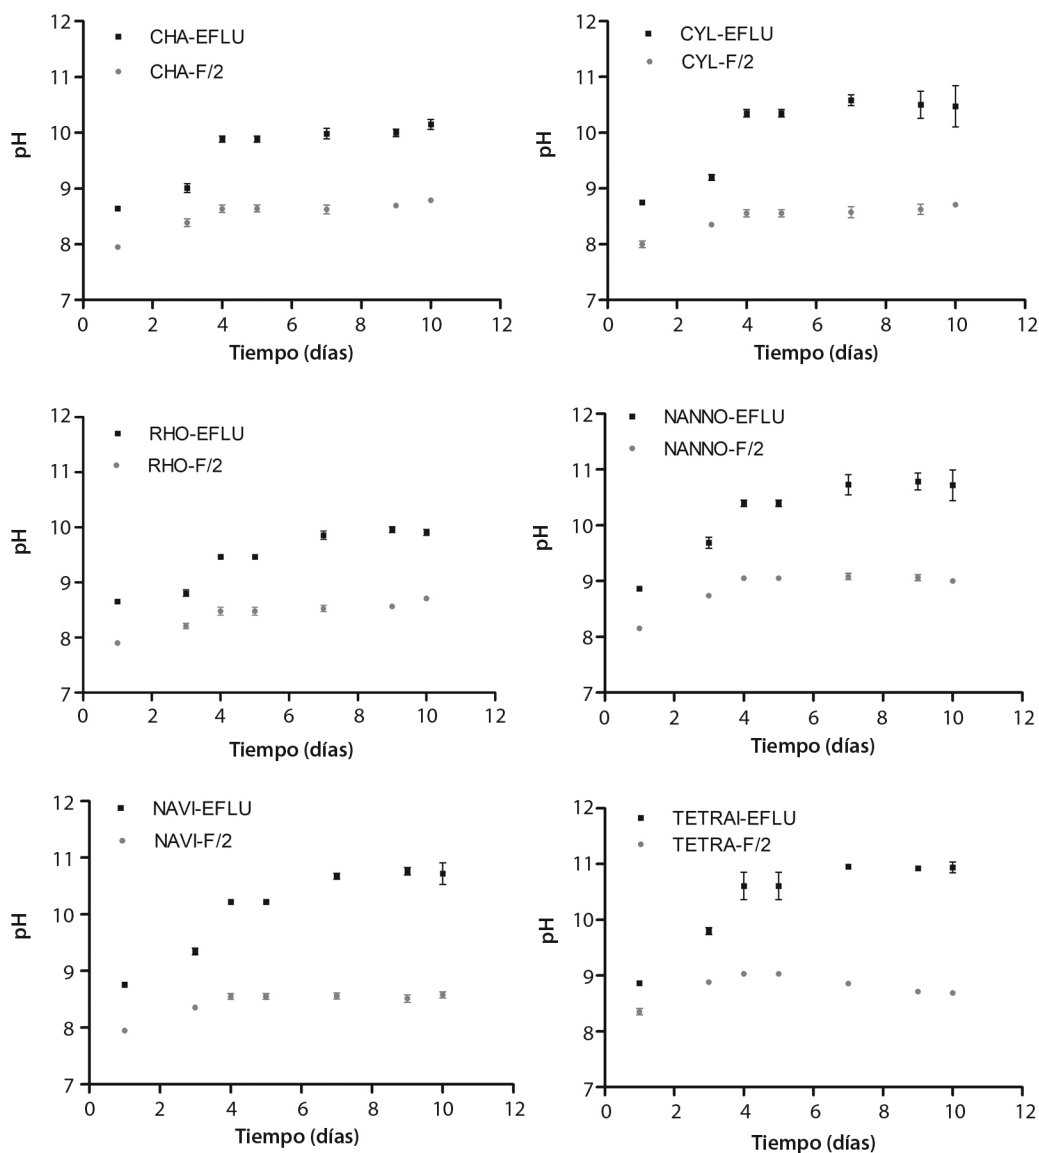 12
11
10
9
8
7
pH
CHA-EFLU
CHA-F/2
0 2 4 6 8 10 12
Tiempo (días)
12
11
10
9
8
7
pH
CYL-EFLU
CYL-F/2
0 2 4 6 8 10 12
Tiempo (días)
12
11
10
9
8
7
pH
RHO-EFLU
RHO-F/2
0 2 4 6 8 10 12
Tiempo (días)
12
11
10
9
8
7
pH
NANNO-EFLU
NANNO-F/2
0 2 4 6 8 10 12
Tiempo (días)
12
11
10
9
8
7
pH
NAVI-EFLU
NAVI-F/2
0 2 4 6 8 10 12
Tiempo (días)
12
11
10
9
8
7
pH
TETRAI-EFLU
TETRA-F/2
0 2 4 6 8 10 12
Tiempo (días)